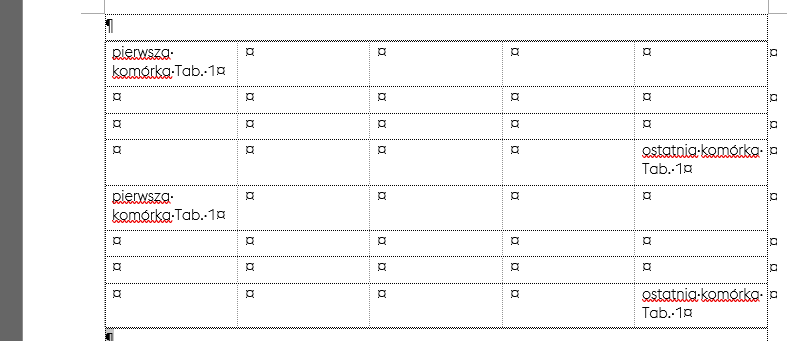 ¶
pierwsza·
komórka·Tab.·1¤ ¤ ¤ ¤ ¤ ¤
¤ ¤ ¤ ¤ ¤ ¤
¤ ¤ ¤ ¤ ¤ ¤
¤ ¤ ¤ ¤ ostatnia·komórka· ¤
Tab.·1¤
pierwsza·
komórka·Tab.·1¤ ¤ ¤ ¤ ¤ ¤
¤ ¤ ¤ ¤ ¤ ¤
¤ ¤ ¤ ¤ ¤ ¤
¤ ¤ ¤ ¤ ostatnia·komórka· ¤
Tab.·1¤
¶